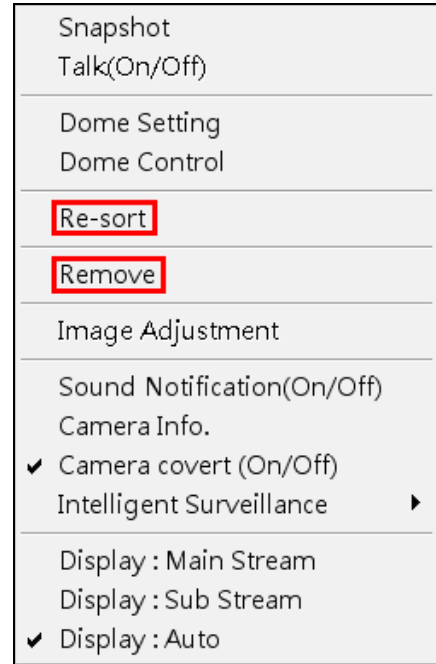 Snapshot
Talk(On/Off)
Dome Setting
Dome Control
Re-sort
Remove
Image Adjustment
Sound Notification(On/Off)
Camera Info.
Camera covert (On/Off)
Intelligent Surveillance
Display : Main Stream
Display : Sub Stream
Display : Auto